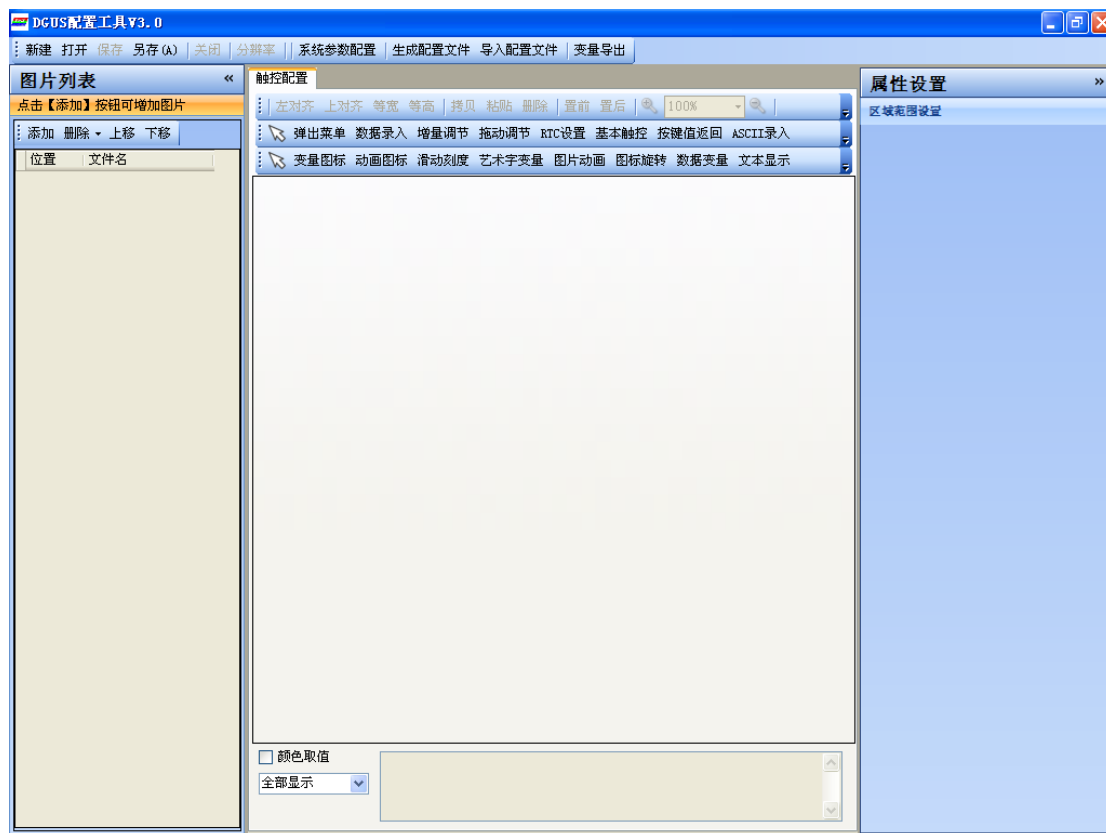 DGUS配置工具V3.0
新建 打开 保存 另存(A) 关闭 分辨率 系统参数配置 生成配置文件 导入配置文件 变量导出
图片列表 «
点击【添加】按钮可增加图片
添加 删除 上移 下移
位置 文件名
触控配置
左对齐 上对齐 等宽 等高 拷贝 粘贴 删除 置前 置后 100%
弹出菜单 数据录入 增量调节 拖动调节 RTC设置 基本触控 按键值返回 ASCII录入
变量图标 动画图标 滑动刻度 艺术字变量 图片动画 图标旋转 数据变量 文本显示
颜色取值
全部显示
属性设置 »
区域范围设置